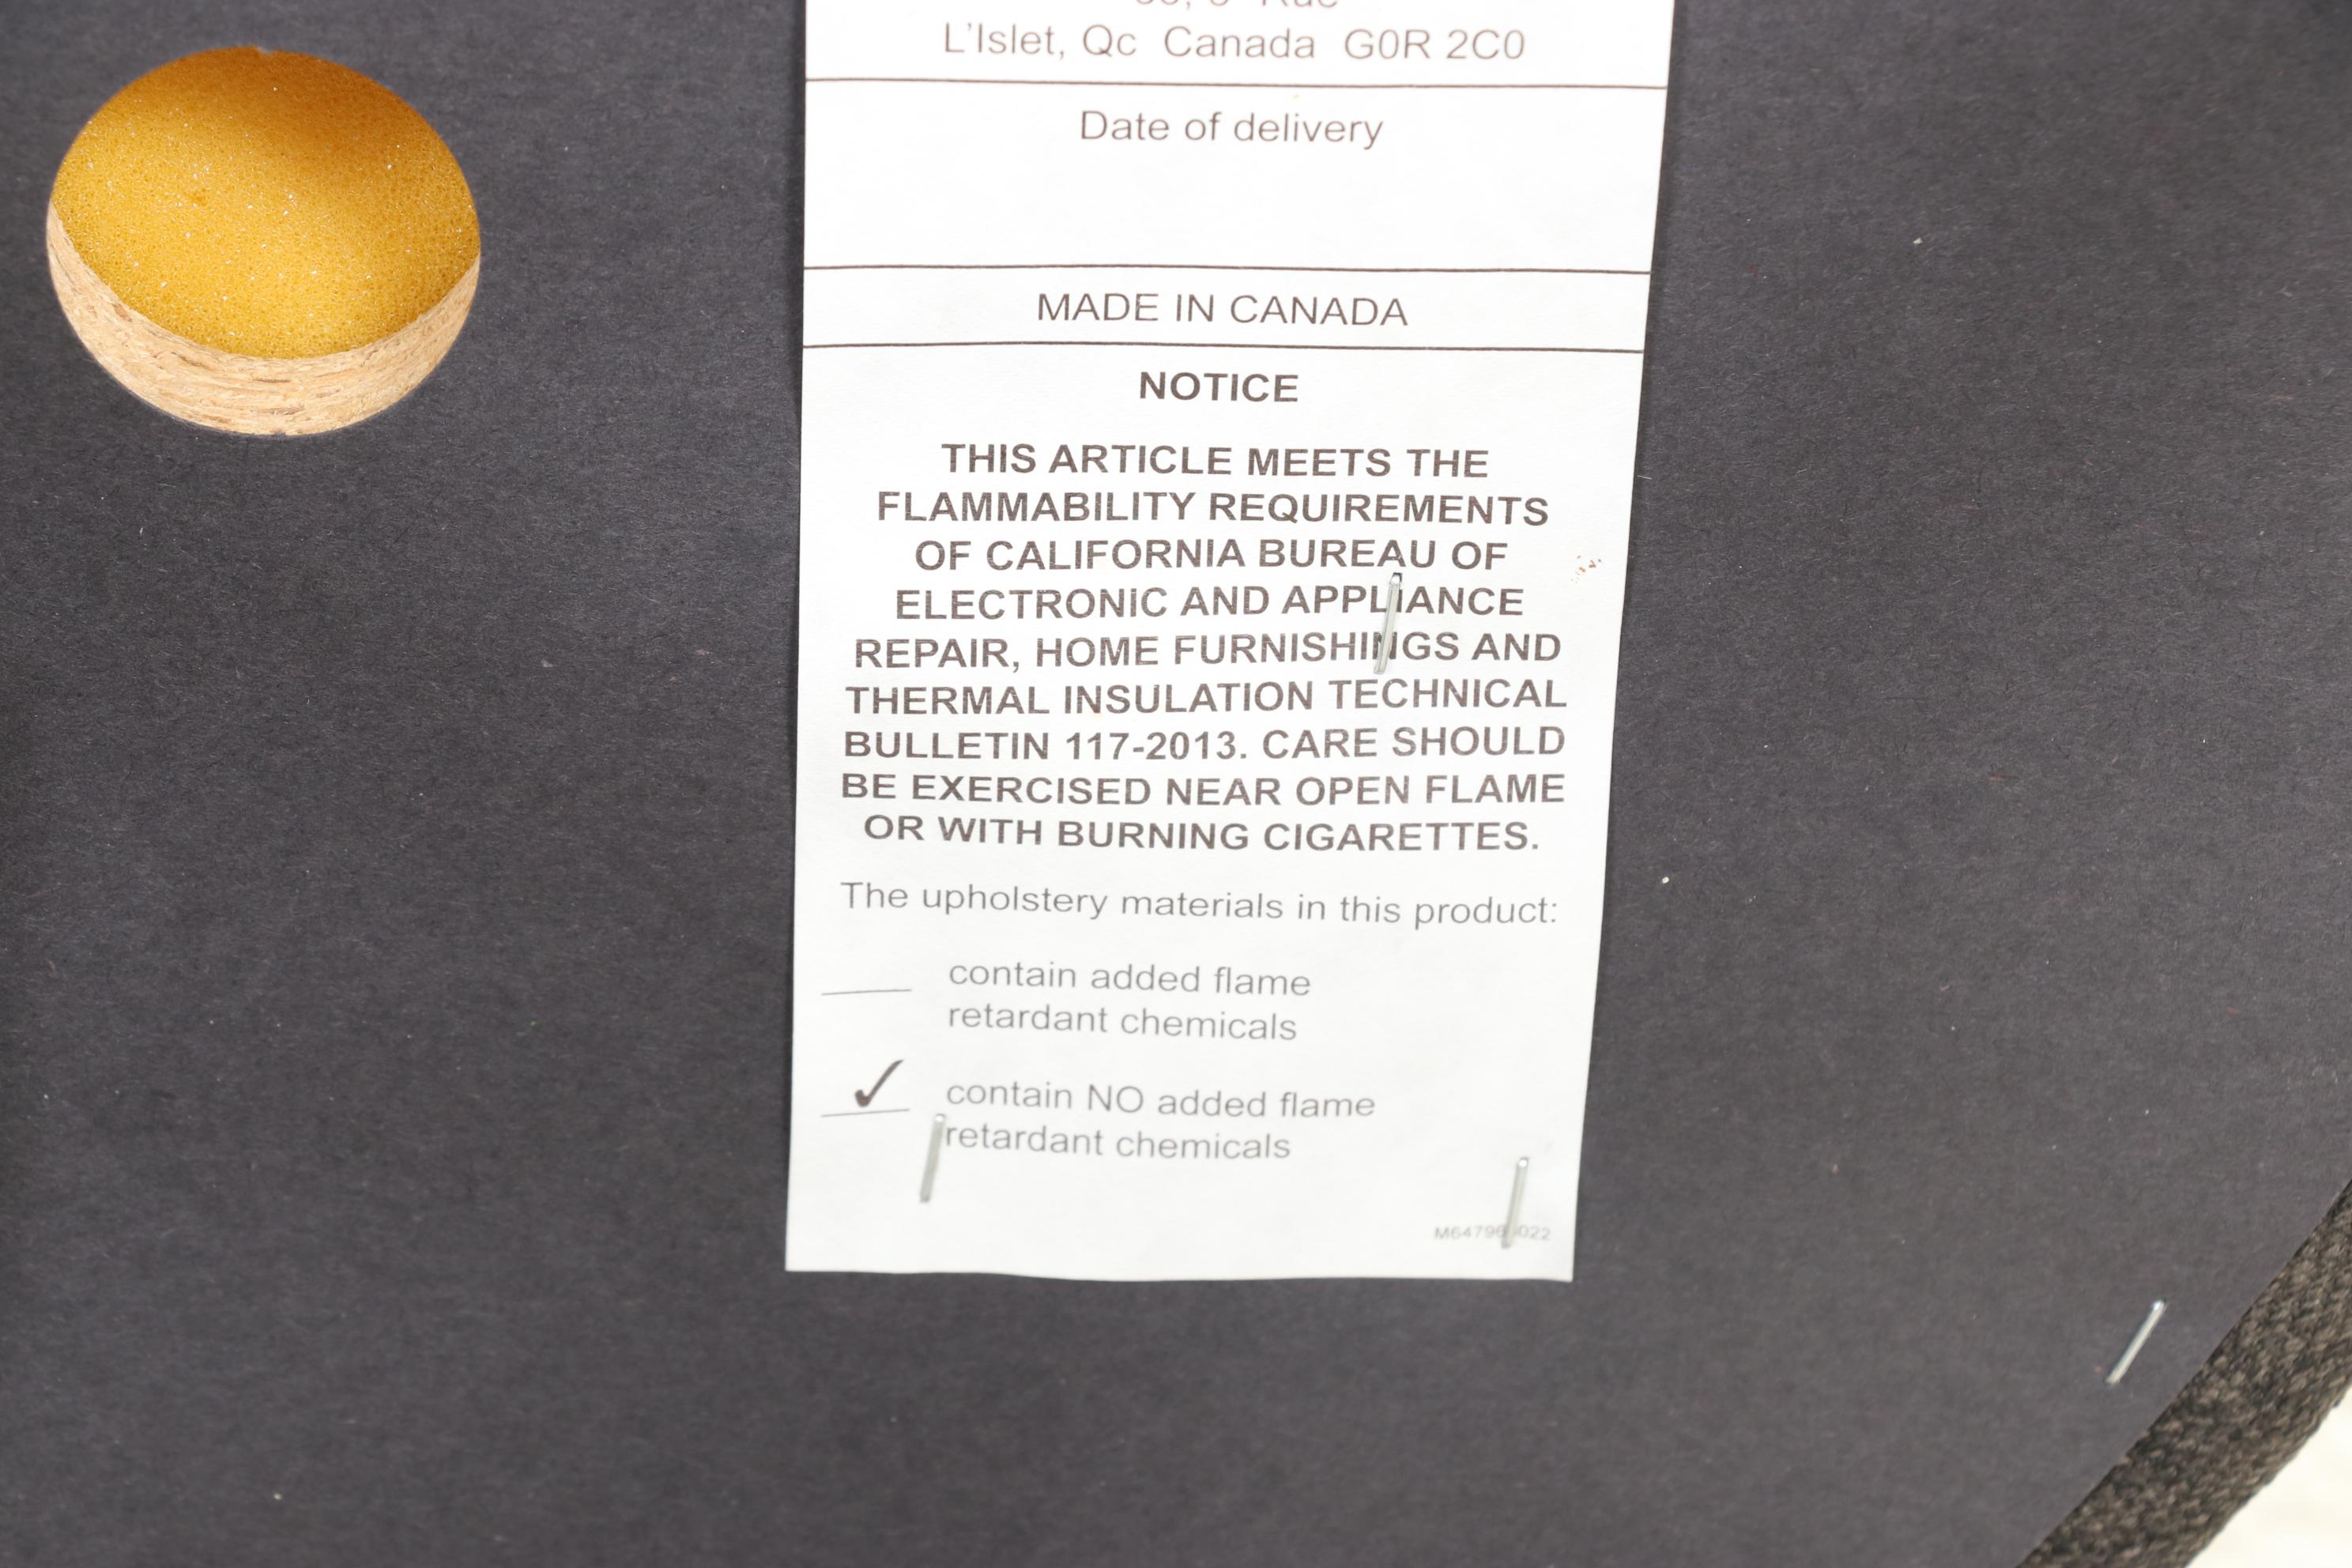 Rue
L'Islet, Qc Canada G0R 2C0
Date of delivery
MADE IN CANADA
NOTICE
THIS ARTICLE MEETS THE
FLAMMABILITY REQUIREMENTS
OF CALIFORNIA BUREAU OF
ELECTRONIC AND APPLIANCE
REPAIR, HOME FURNISHINGS AND
THERMAL INSULATION TECHNICAL
BULLETIN 117-2013. CARE SHOULD
BE EXERCISED NEAR OPEN FLAME
OR WITH BURNING CIGARETTES.
The upholstery materials in this product:
contain added flame
retardant chemicals
✓ contain NO added flame
retardant chemicals